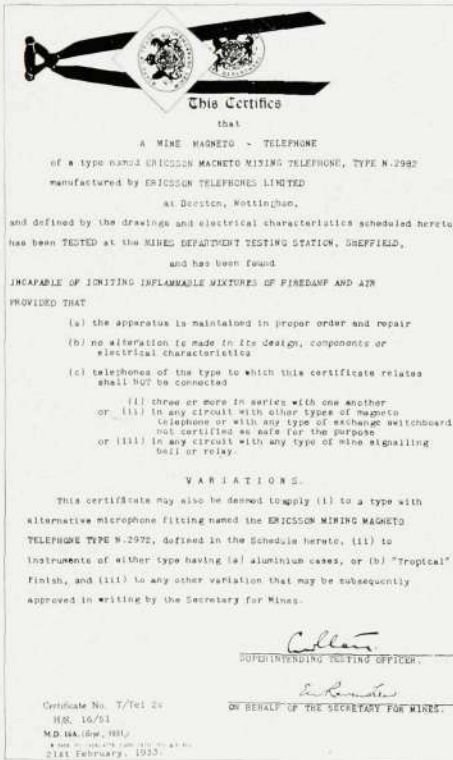 This Certifies
that
A MINE MAGNETO - TELEPHONE
of a type named ERICSSON MAGNETO MINING TELEPHONE, TYPE N.2982
manufactured by ERICSSON TELEPHONES LIMITED
at Beeston, Nottingham,
and defined by the drawings and electrical characteristics scheduled hereto
has been TESTED at the MINES DEPARTMENT TESTING STATION, SHEFFIELD,
and has been found
INCAPABLE OF IGNITING INFLAMMABLE MIXTURES OF FIREDAMP AND AIR
PROVIDED THAT
(a) the apparatus is maintained in proper order and repair
(b) no alteration is made in its design, components or
electrical characteristics
(c) telephones of the type to which this certificate relates
shall NOT be connected
(i) three or more in series with one another
or (ii) in any circuit with other types of magneto
telephone or with any type of exchange switchboard
not certified as safe for the purpose
or (iii) in any circuit with any type of mine signalling
bell or relay.
VARIATIONS.
This certificate may also be deemed to apply (i) to a type with
alternative microphone fitting named the ERICSSON MINING MAGNETO
TELEPHONE TYPE N.2972, defined in the Schedule hereto, (ii) to
instruments of either type having (a) aluminium cases, or (b) "Tropical"
finish, and (iii) to any other variation that may be subsequently
approved in writing by the Secretary for Mines.
SUPERINTENDING TESTING OFFICER.
ON BEHALF OF THE SECRETARY FOR MINES.
Certificate No. T/Tel 24
H.S. 16/51
M.D. 16A.
21st February, 1933.